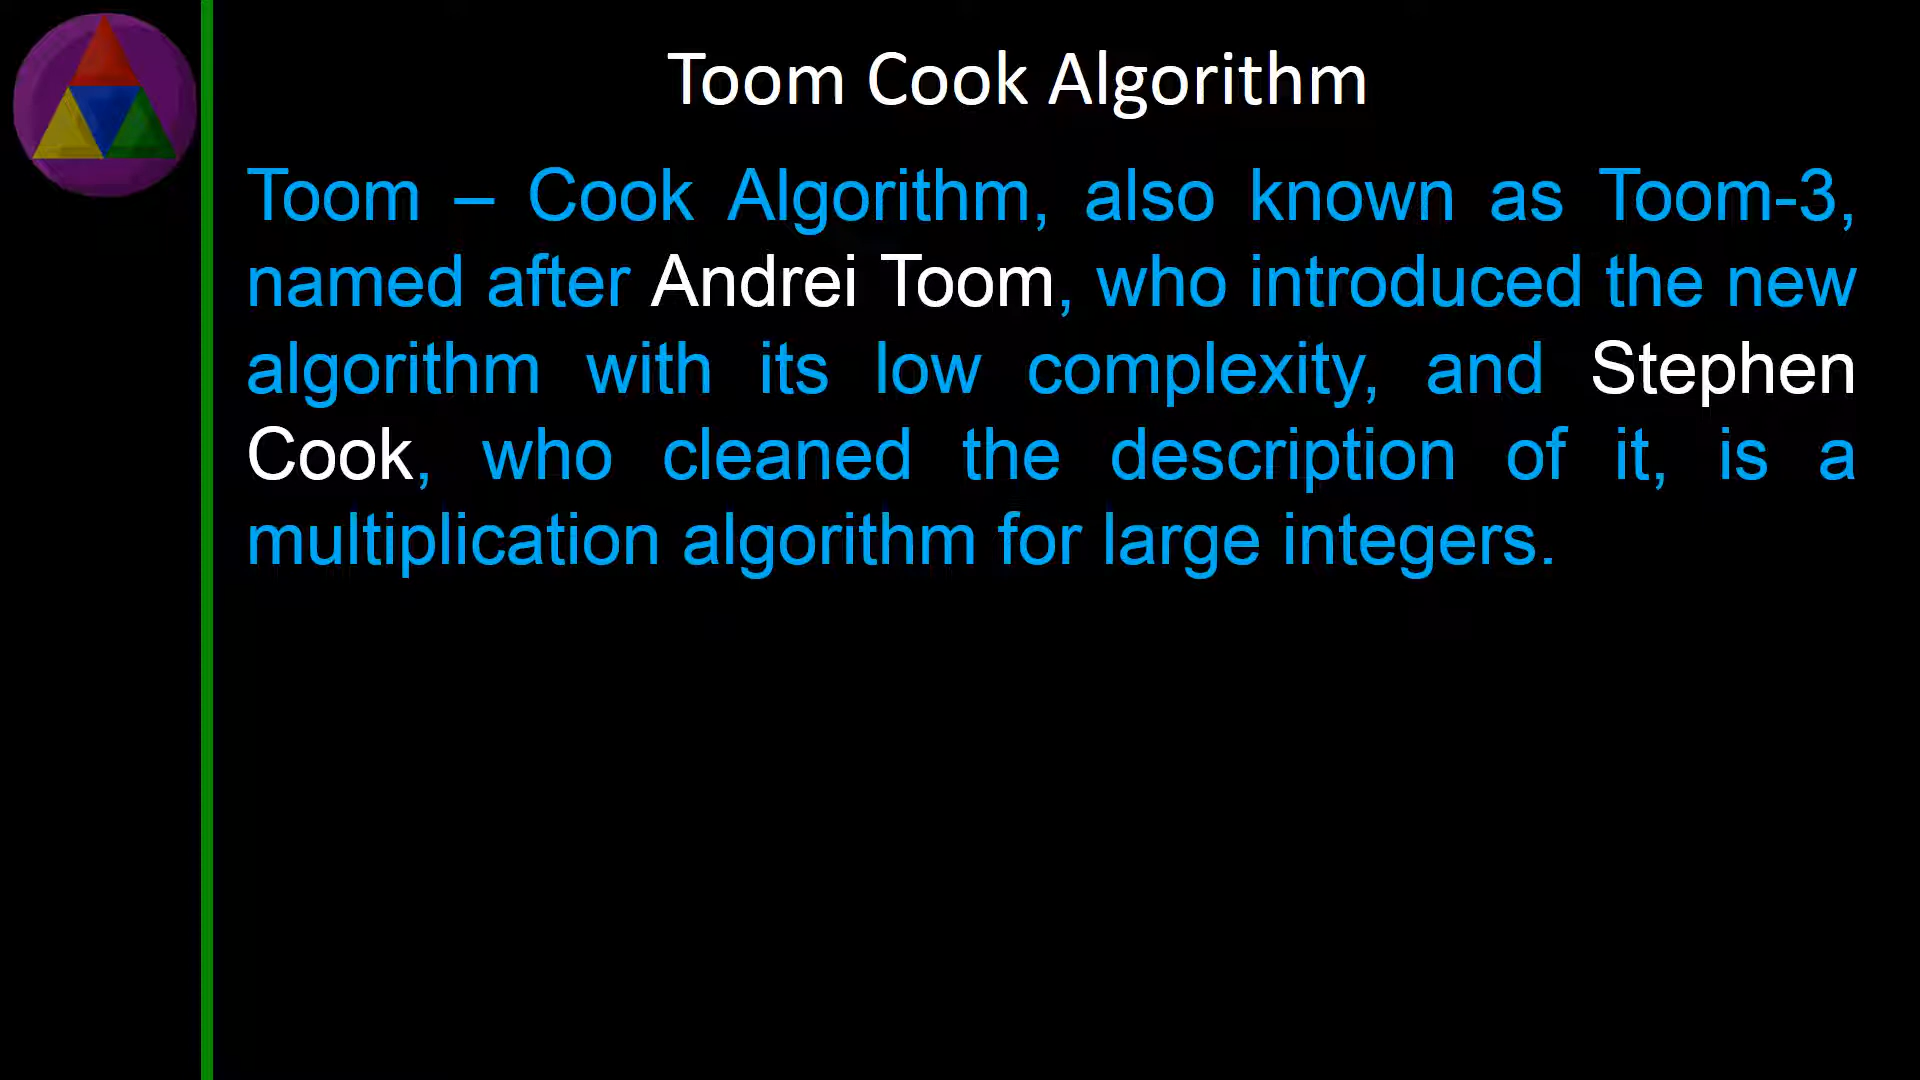 Toom Cook Algorithm
Toom – Cook Algorithm, also known as Toom-3,
named after Andrei Toom, who introduced the new
algorithm with its low complexity, and Stephen
Cook, who cleaned the description of it, is a
multiplication algorithm for large integers.